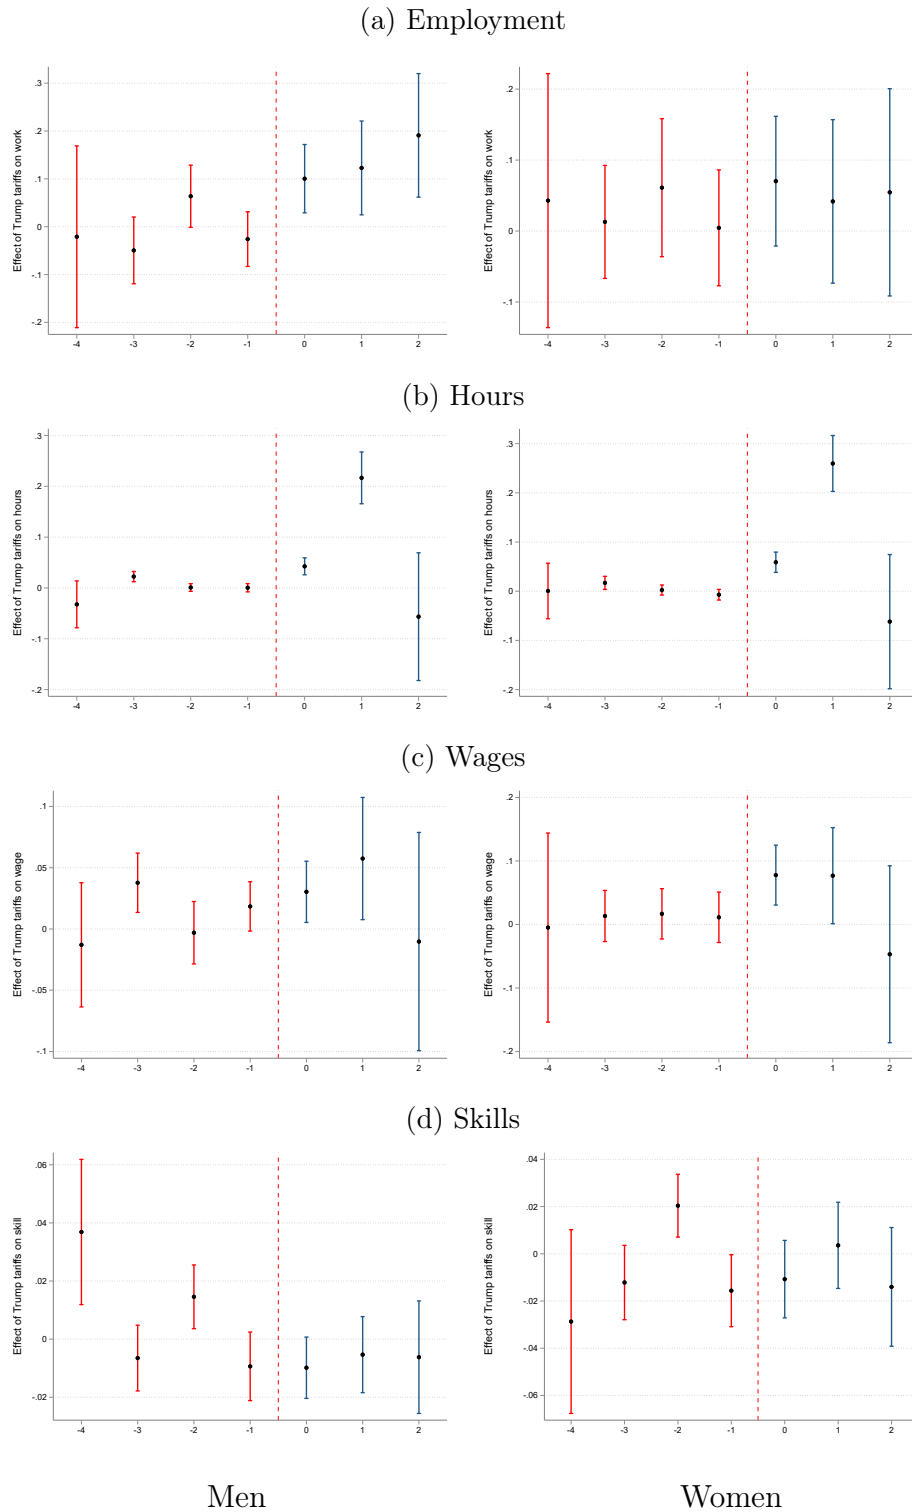 (a) Employment
Effect of Trump tariffs on work
.3
.2
.1
0
-.1
-.2
-4 -3 -2 -1 0 1 2
Effect of Trump tariffs on work
.2
.1
0
-.1
-4 -3 -2 -1 0 1 2
(b) Hours
Effect of Trump tariffs on hours
.3
.2
.1
0
-.1
-.2
-4 -3 -2 -1 0 1 2
Effect of Trump tariffs on hours
.3
.2
.1
0
-.1
-.2
-4 -3 -2 -1 0 1 2
(c) Wages
Effect of Trump tariffs on wage
.1
.05
0
-.05
-.1
-4 -3 -2 -1 0 1 2
Effect of Trump tariffs on wage
.2
.1
0
-.1
-.2
-4 -3 -2 -1 0 1 2
(d) Skills
Effect of Trump tariffs on skill
.06
.04
.02
0
-.02
-4 -3 -2 -1 0 1 2
Effect of Trump tariffs on skill
.04
.02
0
-.02
-.04
-.06
-4 -3 -2 -1 0 1 2
Men Women